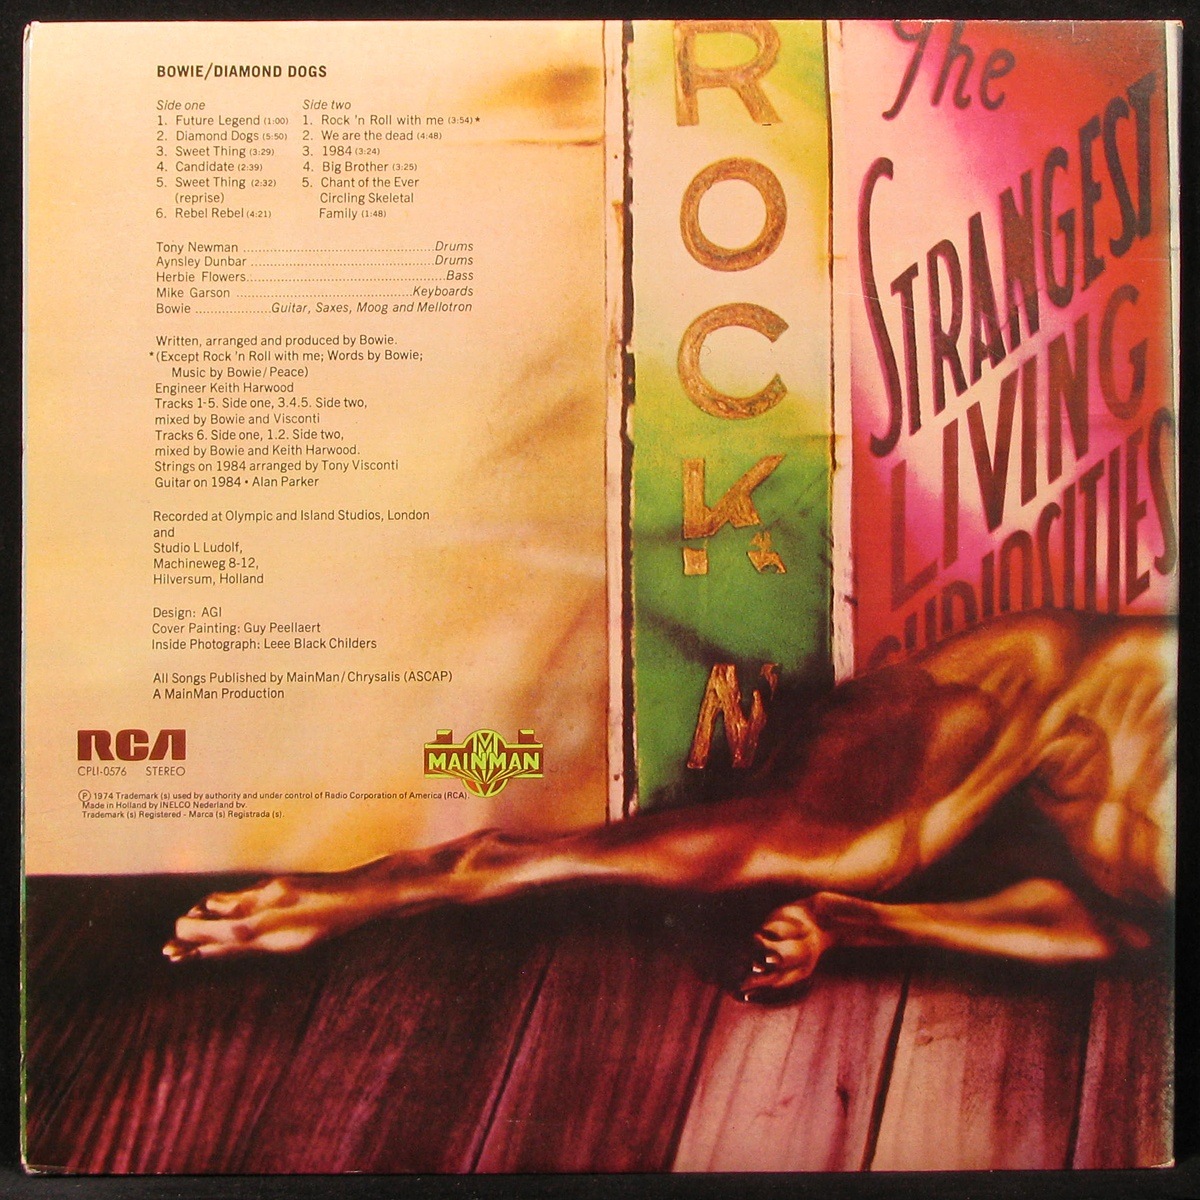 BOWIE/DIAMOND DOGS
Side one
1. Future Legend (1:00)
2. Diamond Dogs (5:50)
3. Sweet Thing (3:29)
4. Candidate (2:39)
5. Sweet Thing (2:32)
(reprise)
6. Rebel Rebel (4:21)
Side two
1. Rock 'n Roll with me (3:54)*
2. We are the dead (4:48)
3. 1984 (3:24)
4. Big Brother (3:25)
5. Chant of the Ever
Circling Skeletal
Family (1:48)
Tony Newman ......................................Drums
Aynsley Dunbar .....................................Drums
Herbie Flowers........................................Bass
Mike Garson ...................................Keyboards
Bowie ...................Guitar, Saxes, Moog and Mellotron
Written, arranged and produced by Bowie.
*(Except Rock 'n Roll with me; Words by Bowie;
Music by Bowie/Peace)
Engineer Keith Harwood
Tracks 1-5. Side one, 3.4.5. Side two,
mixed by Bowie and Visconti
Tracks 6. Side one, 1.2. Side two,
mixed by Bowie and Keith Harwood.
Strings on 1984 arranged by Tony Visconti
Guitar on 1984 • Alan Parker
Recorded at Olympic and Island Studios, London
and
Studio L Ludolf,
Machineweg 8-12,
Hilversum, Holland
Design: AGI
Cover Painting: Guy Peellaert
Inside Photograph: Leee Black Childers
All Songs Published by MainMan/Chrysalis (ASCAP)
A MainMan Production
RCA
CPL1-0576 STEREO
M
MAINMAN
Ⓟ 1974 Trademark (s) used by authority and under control of Radio Corporation of America (RCA).
Made in Holland by INELCO Nederland bv.
Trademark (s) Registered - Marca (s) Registrada (s).
ROCK
N
The
STRANGEST
LIVING
CURIOSITIES